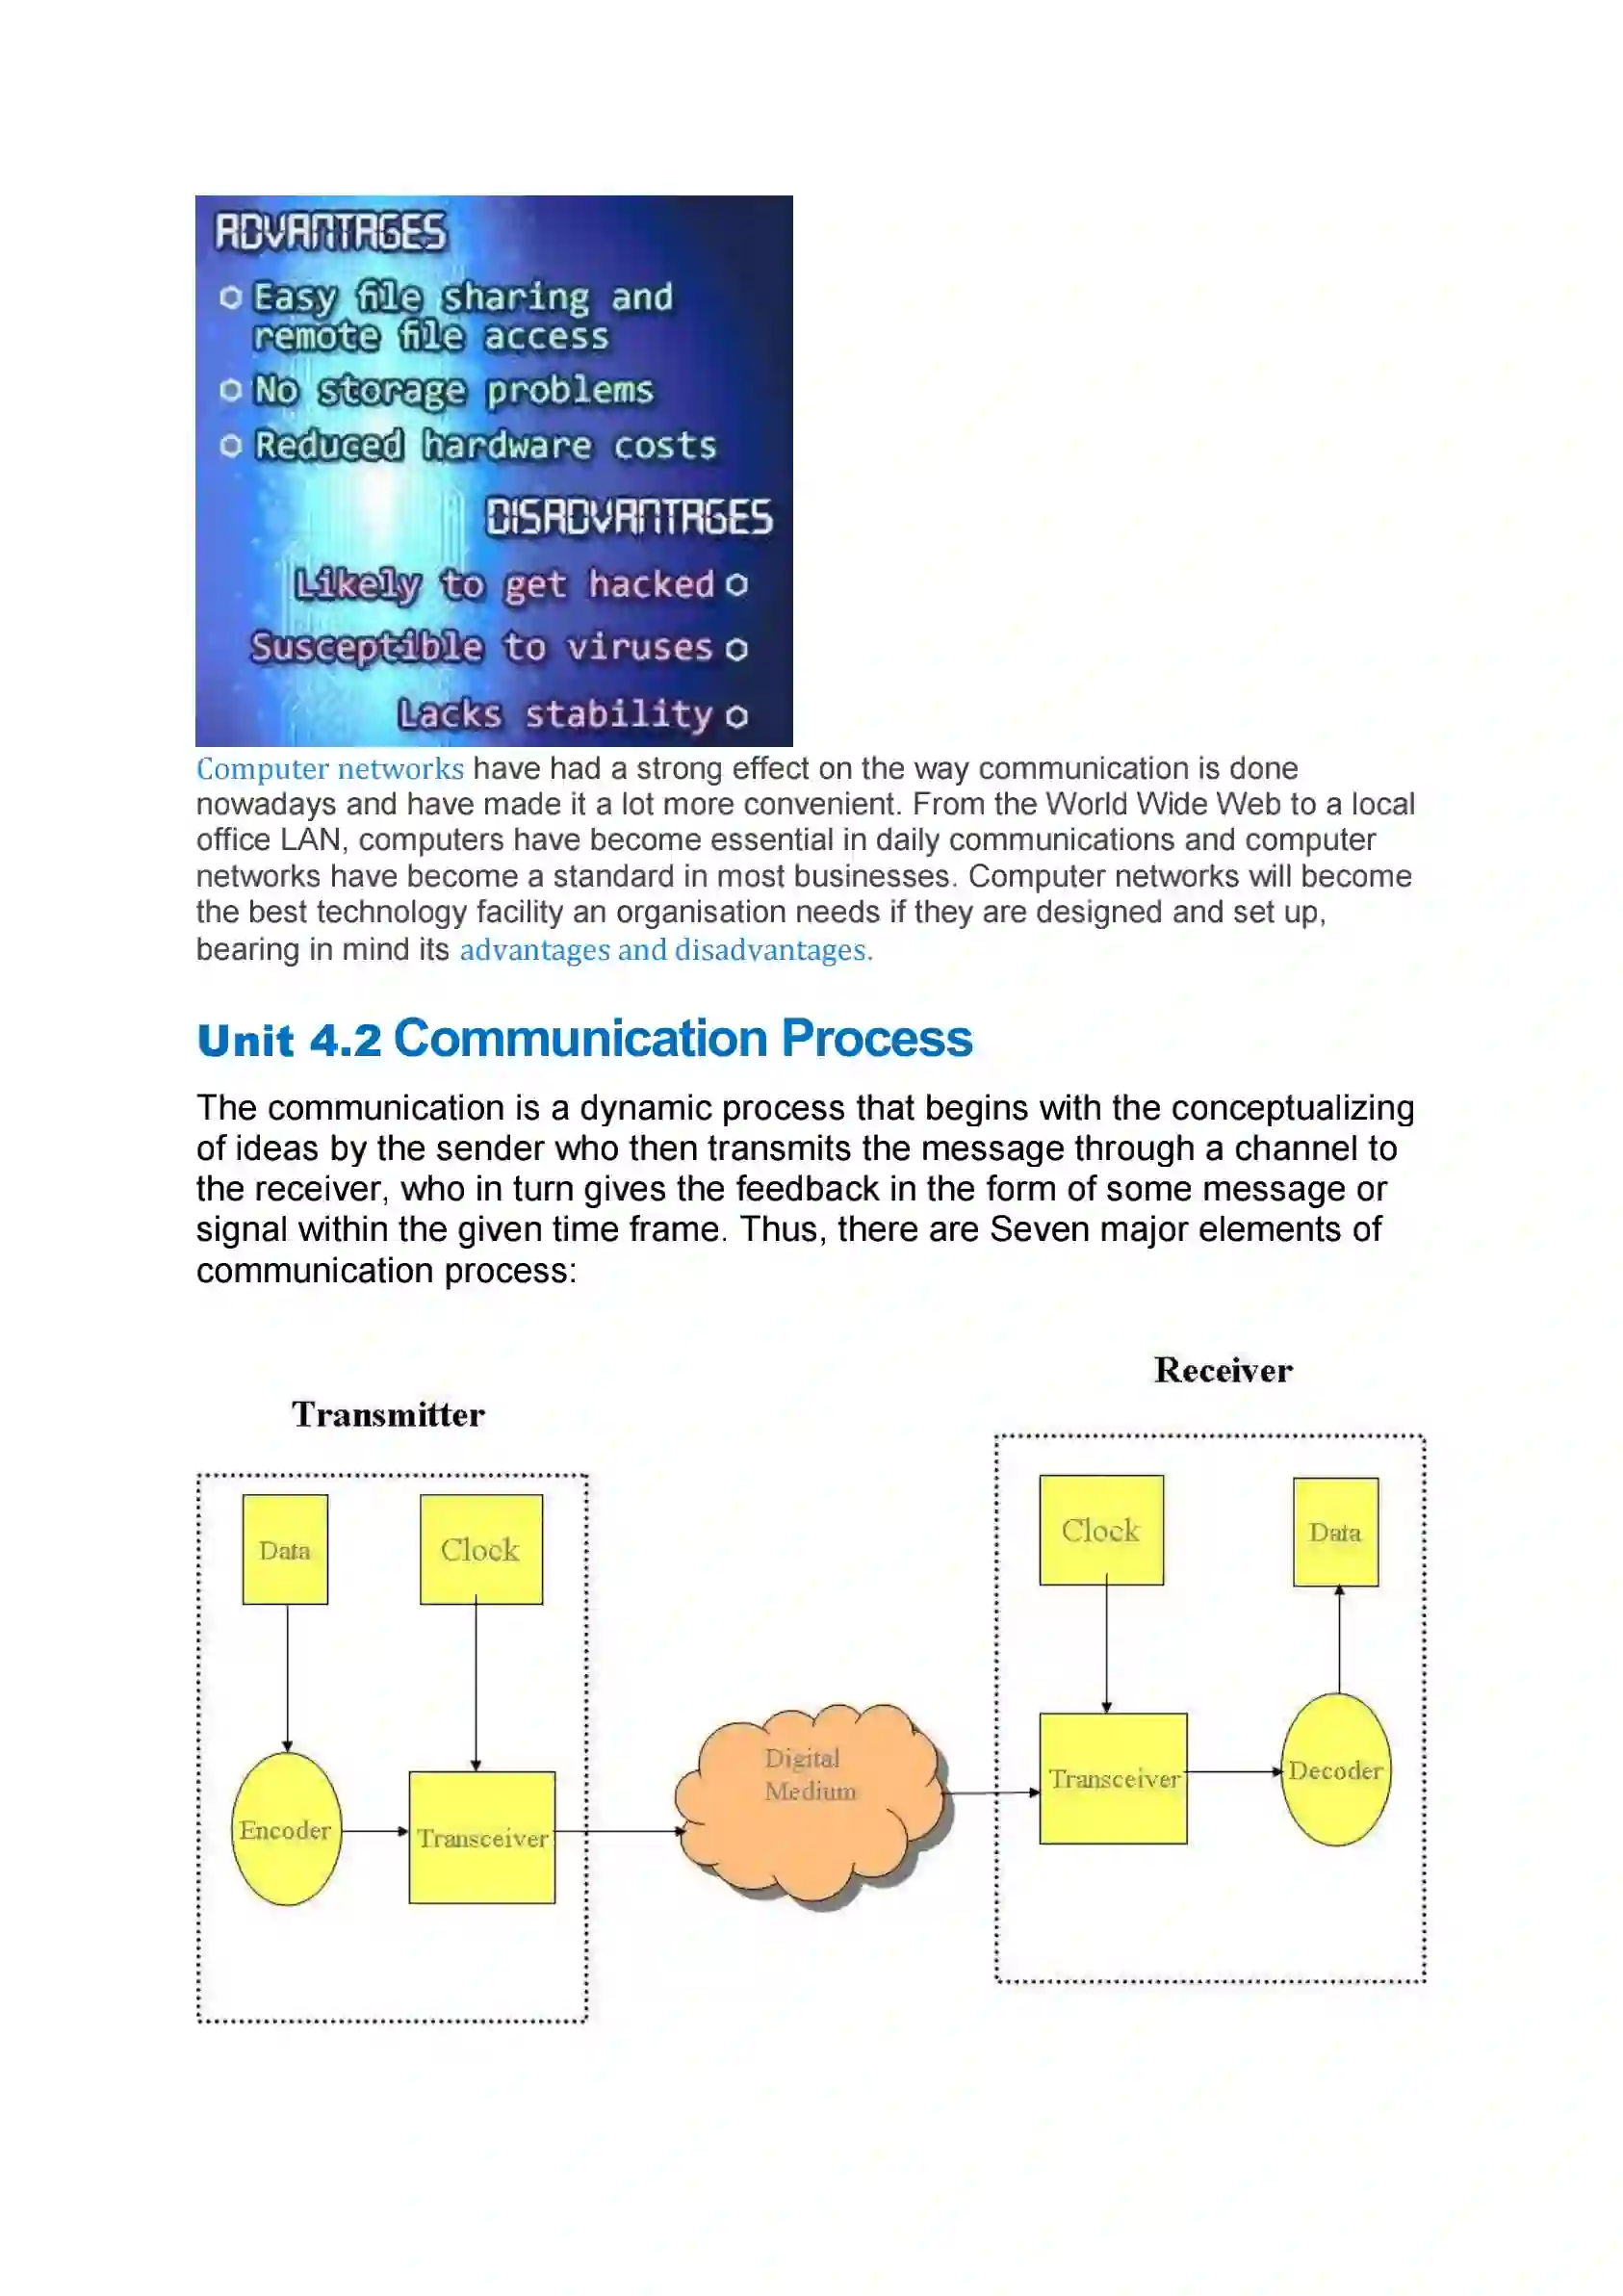 ADVANTAGES
Easy file sharing and
remote file access
No storage problems
Reduced hardware costs
DISADVANTAGES
Likely to get hacked
Susceptible to viruses
Lacks stability
Computer networks have had a strong effect on the way communication is done
nowadays and have made it a lot more convenient. From the World Wide Web to a local
office LAN, computers have become essential in daily communications and computer
networks have become a standard in most businesses. Computer networks will become
the best technology facility an organisation needs if they are designed and set up,
bearing in mind its advantages and disadvantages.
Unit 4.2 Communication Process
The communication is a dynamic process that begins with the conceptualizing
of ideas by the sender who then transmits the message through a channel to
the receiver, who in turn gives the feedback in the form of some message or
signal within the given time frame. Thus, there are Seven major elements of
communication process:
Transmitter
Data
Clock
Encoder
Transceiver
Digital
Medium
Receiver
Clock
Data
Transceiver
Decoder